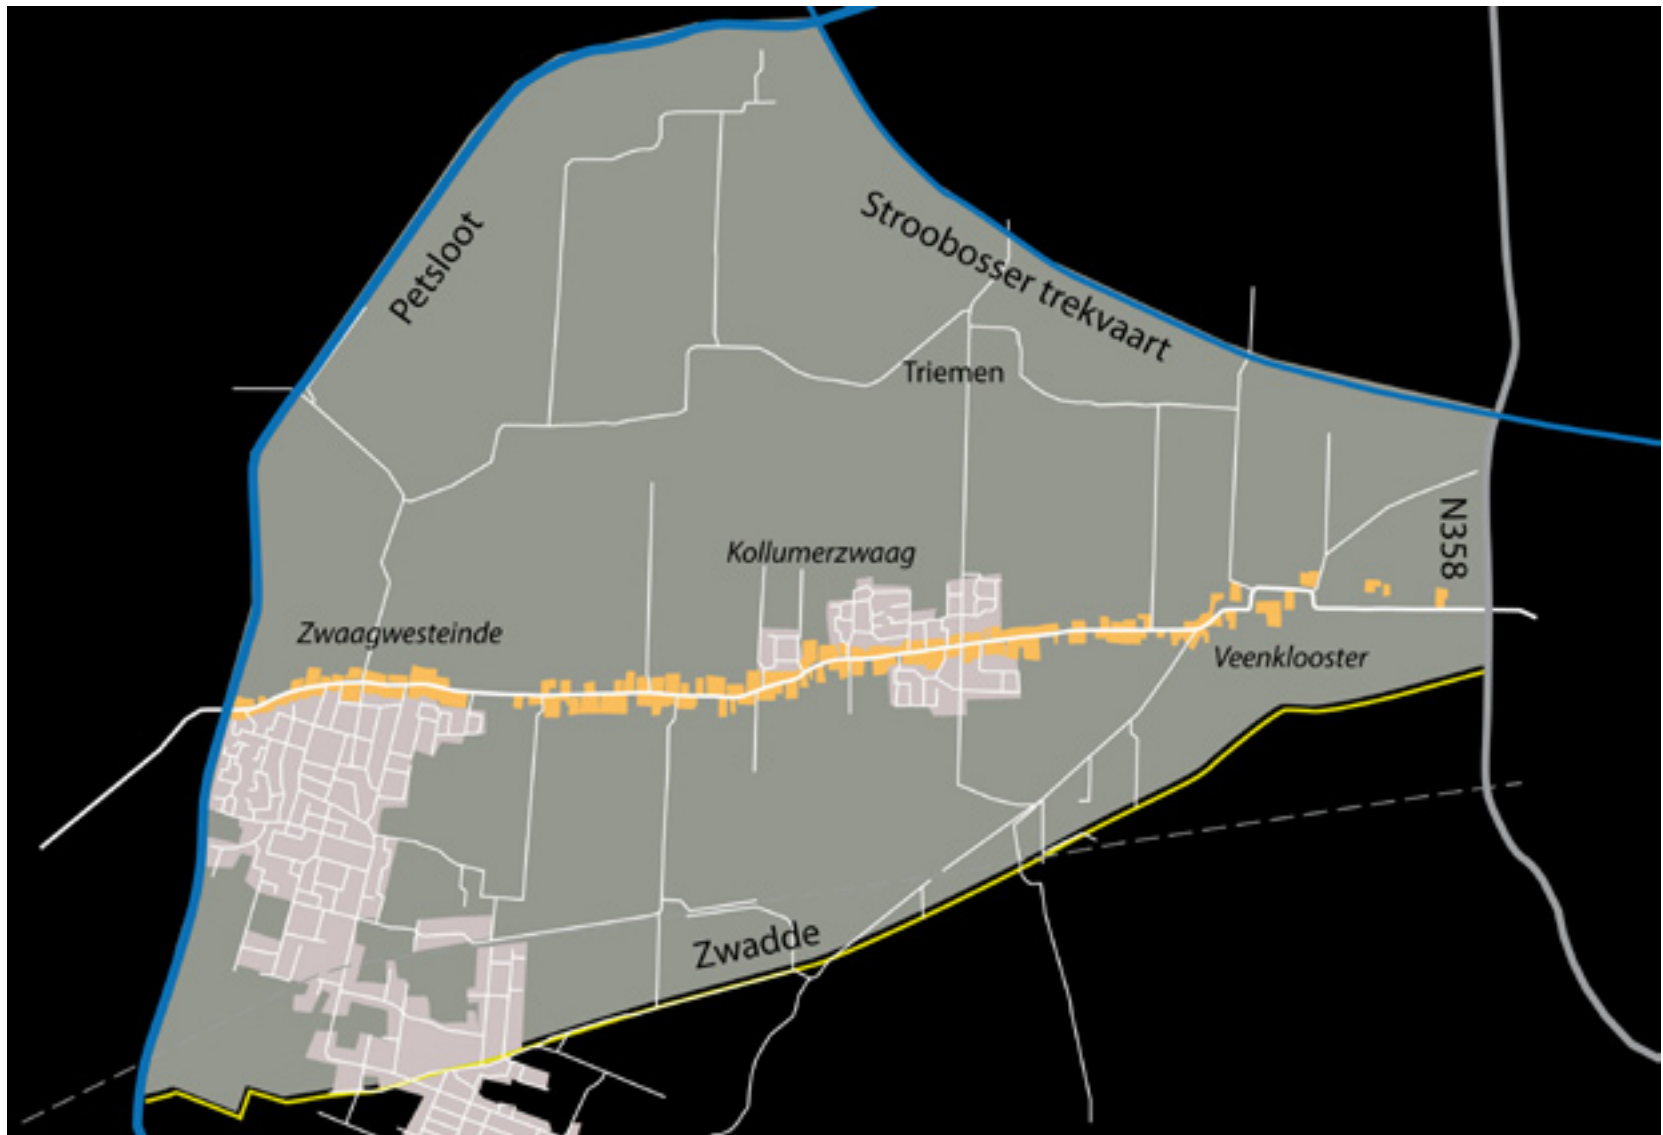 Petsloot
Stroobosser trekvaart
Triemen
N358
Kollumerzwaag
Zwaagwesteinde
Veenklooster
Zwadde